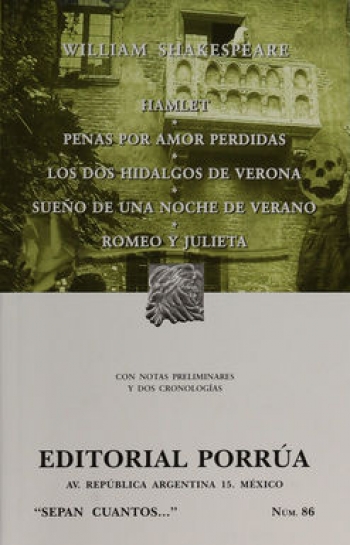 WILLIAM SHAKESPEARE
HAMLET
PENAS POR AMOR PERDIDAS
LOS DOS HIDALGOS DE VERONA
SUEÑO DE UNA NOCHE DE VERANO
ROMEO Y JULIETA
CON NOTAS PRELIMINARES
Y DOS CRONOLOGÍAS
EDITORIAL PORRÚA
AV. REPÚBLICA ARGENTINA 15. MÉXICO
"SEPAN CUANTOS..." NÚM. 86